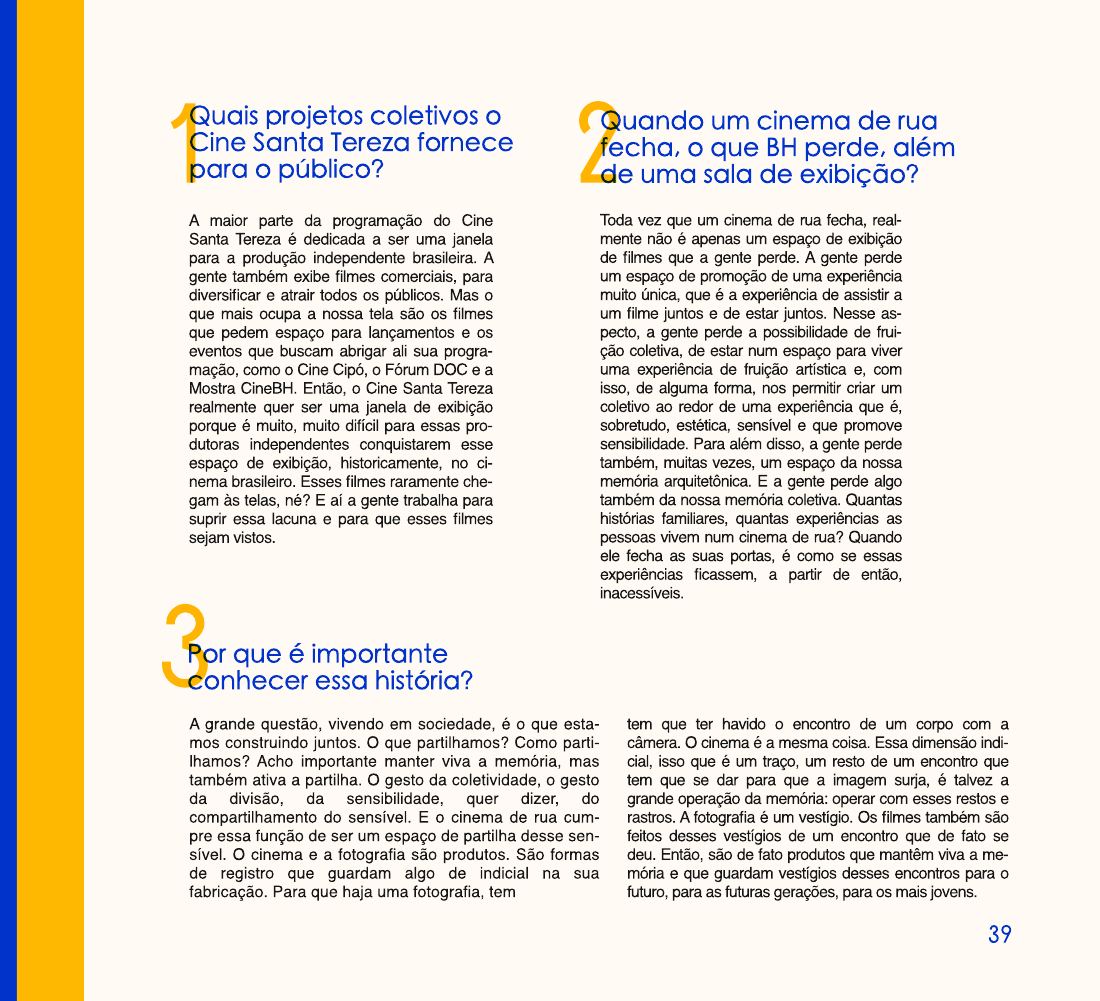 1
Quais projetos coletivos o
Cine Santa Tereza fornece
para o público?
A maior parte da programação do Cine
Santa Tereza é dedicada a ser uma janela
para a produção independente brasileira. A
gente também exibe filmes comerciais, para
diversificar e atrair todos os públicos. Mas o
que mais ocupa a nossa tela são os filmes
que pedem espaço para lançamentos e os
eventos que buscam abrigar ali sua progra-
mação, como o Cine Cipó, o Fórum DOC e a
Mostra CineBH. Então, o Cine Santa Tereza
realmente quer ser uma janela de exibição
porque é muito, muito difícil para essas pro-
dutoras independentes conquistarem esse
espaço de exibição, historicamente, no ci-
nema brasileiro. Esses filmes raramente che-
gam às telas, né? E aí a gente trabalha para
suprir essa lacuna e para que esses filmes
sejam vistos.
2
Quando um cinema de rua
fecha, o que BH perde, além
de uma sala de exibição?
Toda vez que um cinema de rua fecha, real-
mente não é apenas um espaço de exibição
de filmes que a gente perde. A gente perde
um espaço de promoção de uma experiência
muito única, que é a experiência de assistir a
um filme juntos e de estar juntos. Nesse as-
pecto, a gente perde a possibilidade de frui-
ção coletiva, de estar num espaço para viver
uma experiência de fruição artística e, com
isso, de alguma forma, nos permitir criar um
coletivo ao redor de uma experiência que é,
sobretudo, estética, sensível e que promove
sensibilidade. Para além disso, a gente perde
também, muitas vezes, um espaço da nossa
memória arquitetônica. E a gente perde algo
também da nossa memória coletiva. Quantas
histórias familiares, quantas experiências as
pessoas vivem num cinema de rua? Quando
ele fecha as suas portas, é como se essas
experiências ficassem, a partir de então,
inacessíveis.
3
Por que é importante
conhecer essa história?
A grande questão, vivendo em sociedade, é o que esta-
mos construindo juntos. O que partilhamos? Como parti-
lhamos? Acho importante manter viva a memória, mas
também ativa a partilha. O gesto da coletividade, o gesto
da divisão, da sensibilidade, quer dizer, do
compartilhamento do sensível. E o cinema de rua cum-
pre essa função de ser um espaço de partilha desse sen-
sível. O cinema e a fotografia são produtos. São formas
de registro que guardam algo de indicial na sua
fabricação. Para que haja uma fotografia, tem
tem que ter havido o encontro de um corpo com a
câmera. O cinema é a mesma coisa. Essa dimensão indi-
cial, isso que é um traço, um resto de um encontro que
tem que se dar para que a imagem surja, é talvez a
grande operação da memória: operar com esses restos e
rastros. A fotografia é um vestígio. Os filmes também são
feitos desses vestígios de um encontro que de fato se
deu. Então, são de fato produtos que mantêm viva a me-
mória e que guardam vestígios desses encontros para o
futuro, para as futuras gerações, para os mais jovens.
39